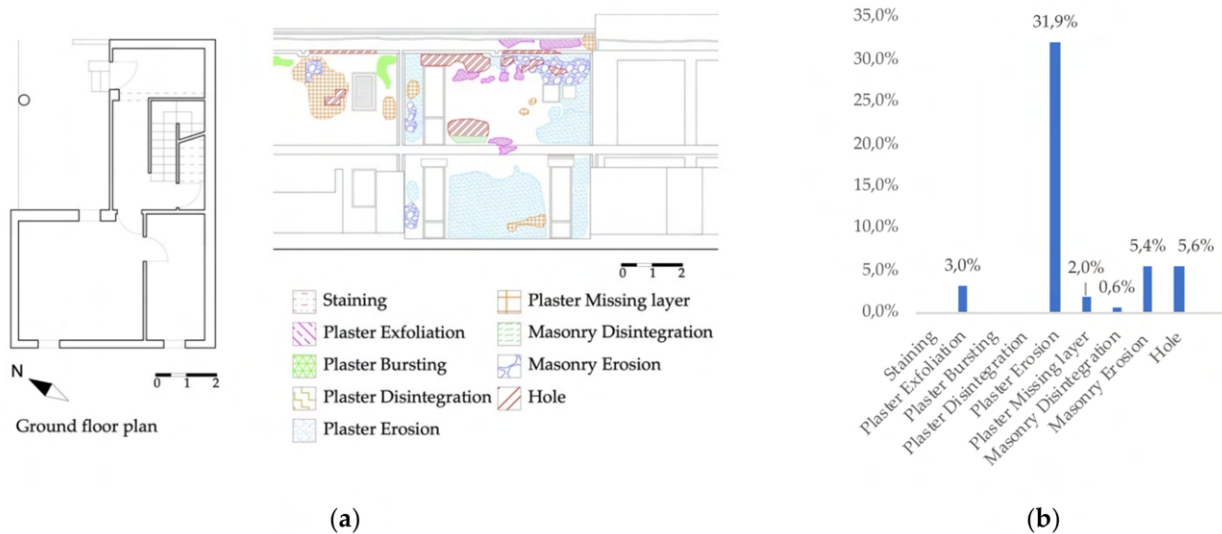 N
0 1 2
Ground floor plan
0 1 2
Staining
Plaster Exfoliation
Plaster Bursting
Plaster Disintegration
Plaster Erosion
Plaster Missing layer
Masonry Disintegration
Masonry Erosion
Hole
(a)
35,0%
30,0%
25,0%
20,0%
15,0%
10,0%
5,0%
0,0%
3,0%
31,9%
2,0%
0,6%
5,4%
5,6%
Staining
Plaster Exfoliation
Plaster Bursting
Plaster Disintegration
Plaster Erosion
Plaster Missing layer
Masonry Disintegration
Masonry Erosion
Hole
(b)